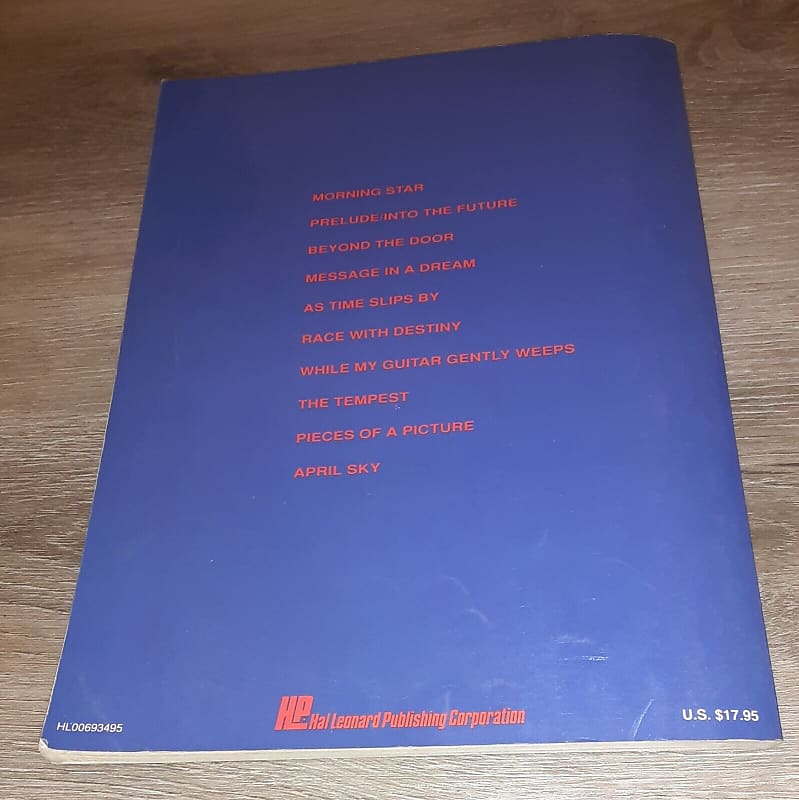 MORNING STAR
PRELUDE/INTO THE FUTURE
BEYOND THE DOOR
MESSAGE IN A DREAM
AS TIME SLIPS BY
RACE WITH DESTINY
WHILE MY GUITAR GENTLY WEEPS
THE TEMPEST
PIECES OF A PICTURE
APRIL SKY
HL00693495
HLP. Hal Leonard Publishing Corporation
U.S. $17.95